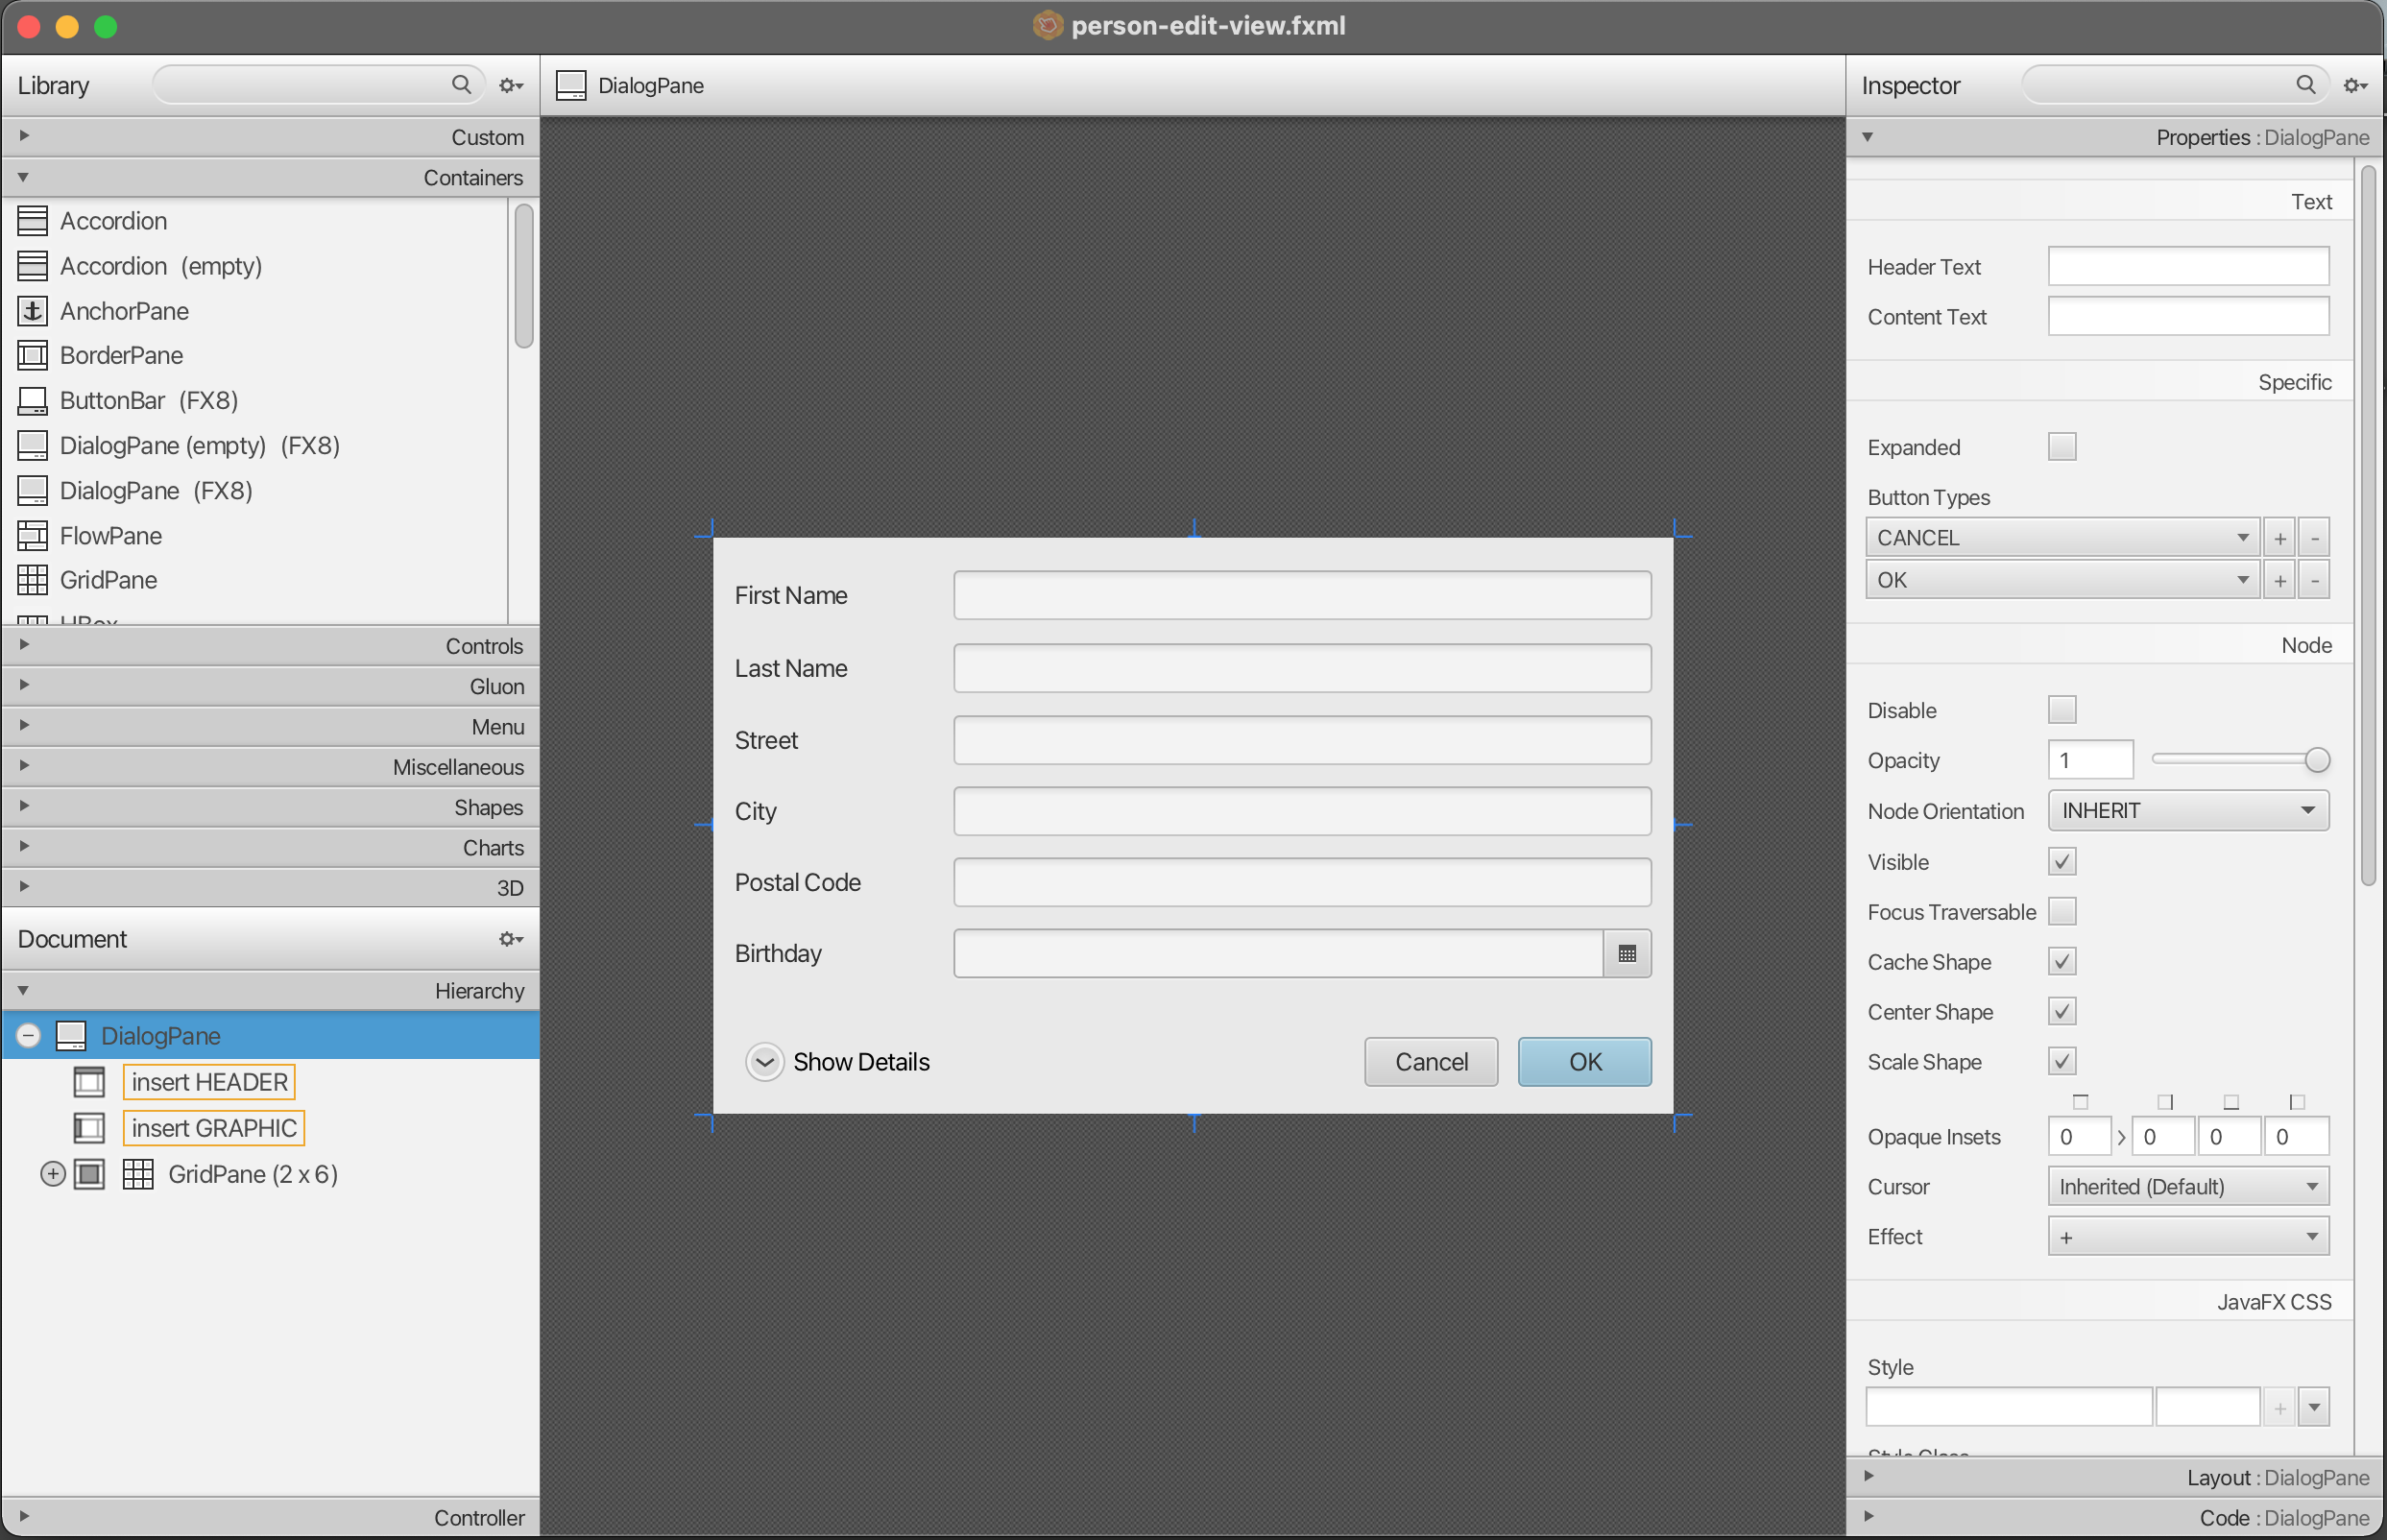 person-edit-view.fxml
Library
DialogPane
Inspector
Custom
Containers
Accordion
Accordion (empty)
AnchorPane
BorderPane
ButtonBar (FX8)
DialogPane (empty) (FX8)
DialogPane (FX8)
FlowPane
GridPane
HBox
Controls
Gluon
Menu
Miscellaneous
Shapes
Charts
3D
Document
Hierarchy
DialogPane
insert HEADER
insert GRAPHIC
+ GridPane (2 x 6)
Controller
First Name
Last Name
Street
City
Postal Code
Birthday
Show Details Cancel OK
Properties : DialogPane
Text
Header Text
Content Text
Specific
Expanded
Button Types
CANCEL + -
OK + -
Node
Disable
Opacity 1
Node Orientation INHERIT
Visible
Focus Traversable
Cache Shape
Center Shape
Scale Shape
Opaque Insets 0 > 0 0 0
Cursor Inherited (Default)
Effect +
JavaFX CSS
Style
+
Style Class
Layout : DialogPane
Code : DialogPane